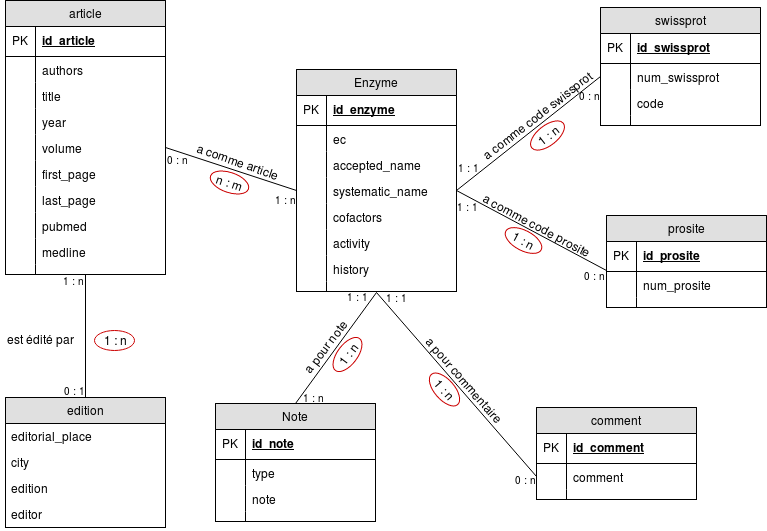 article
PK id_article
authors
title
year
volume
first_page
last_page
pubmed
medline
0 : n
a comme article
n : m
1 : n
Enzyme
PK id_enzyme
ec
accepted_name
systematic_name
cofactors
activity
history
swissprot
PK id_swissprot
num_swissprot
code
a comme code swissprot
0 : n
1 : n
1 : 1
1 : 1
a comme code prosite
1 : n
0 : n
prosite
PK id_prosite
num_prosite
1 : n
est édité par
1 : n
0 : 1
edition
editorial_place
city
edition
editor
1 : 1
1 : 1
a pour note
1 : n
1 : n
Note
PK id_note
type
note
a pour commentaire
1 : n
0 : n
comment
PK id_comment
comment